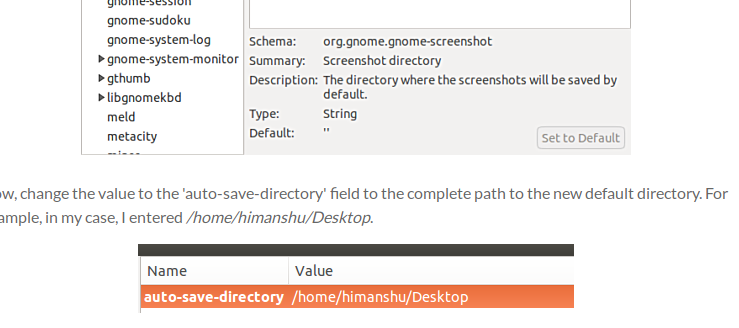 gnome-session
gnome-sudoku
gnome-system-log
gnome-system-monitor
gthumb
libgnomekbd
meld
metacity
Schema: org.gnome.gnome-screenshot
Summary: Screenshot directory
Description: The directory where the screenshots will be saved by
default.
Type: String
Default: ''
Set to Default
ow, change the value to the 'auto-save-directory' field to the complete path to the new default directory. For
ample, in my case, I entered /home/himanshu/Desktop.
Name Value
auto-save-directory /home/himanshu/Desktop